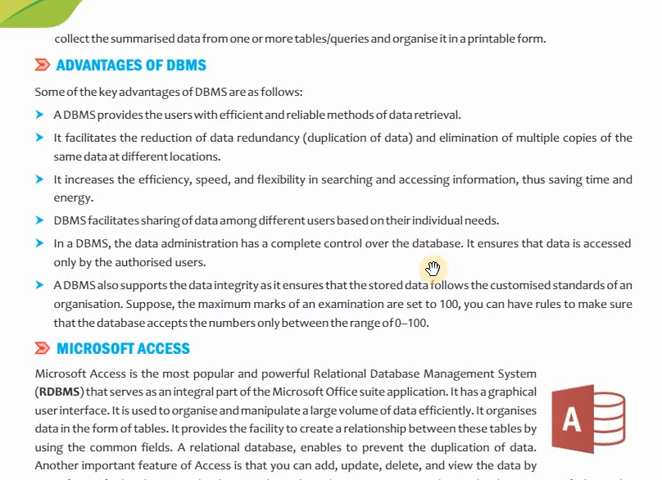 collect the summarised data from one or more tables/queries and organise it in a printable form.
ADVANTAGES OF DBMS
Some of the key advantages of DBMS are as follows:
A DBMS provides the users with efficient and reliable methods of data retrieval.
It facilitates the reduction of data redundancy (duplication of data) and elimination of multiple copies of the
same data at different locations.
It increases the efficiency, speed, and flexibility in searching and accessing information, thus saving time and
energy.
DBMS facilitates sharing of data among different users based on their individual needs.
In a DBMS, the data administration has a complete control over the database. It ensures that data is accessed
only by the authorised users.
A DBMS also supports the data integrity as it ensures that the stored data follows the customised standards of an
organisation. Suppose, the maximum marks of an examination are set to 100, you can have rules to make sure
that the database accepts the numbers only between the range of 0–100.
MICROSOFT ACCESS
Microsoft Access is the most popular and powerful Relational Database Management System
(RDBMS) that serves as an integral part of the Microsoft Office suite application. It has a graphical
user interface. It is used to organise and manipulate a large volume of data efficiently. It organises
data in the form of tables. It provides the facility to create a relationship between these tables by
using the common fields. A relational database, enables to prevent the duplication of data.
Another important feature of Access is that you can add, update, delete, and view the data by
A